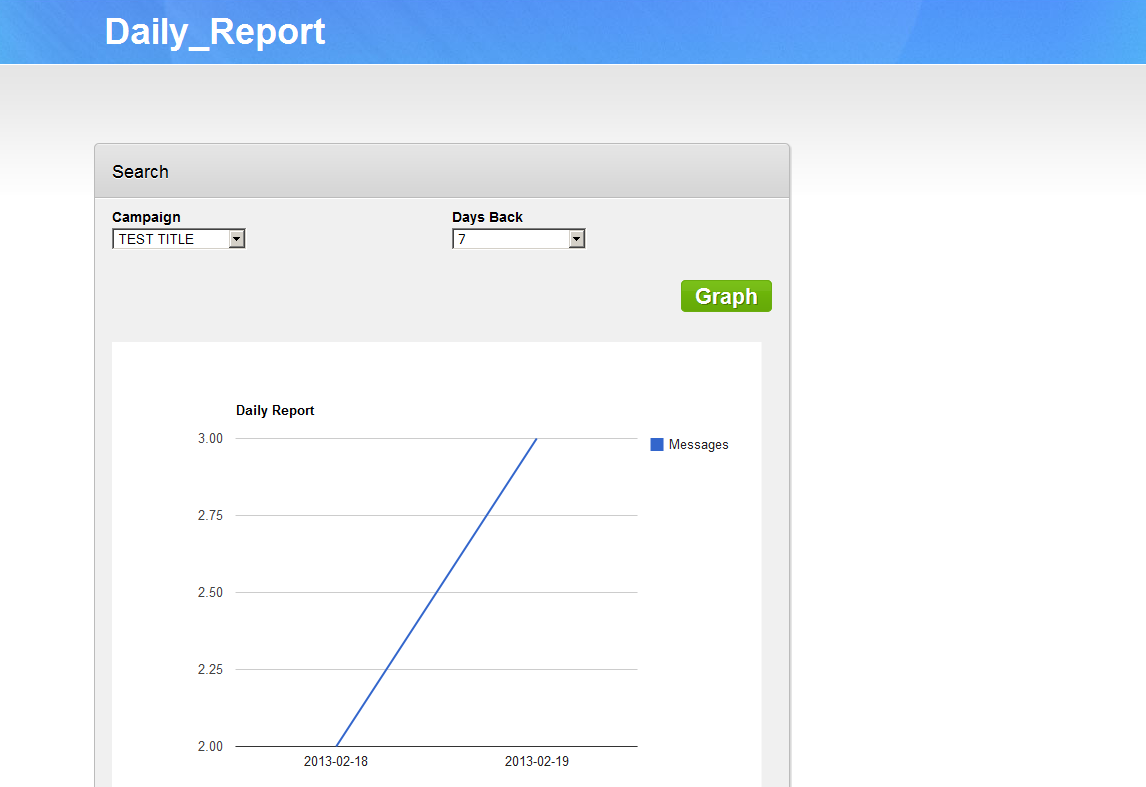 Daily_Report
Search
Campaign
Days Back
TEST TITLE
7
Graph
Daily Report
3.00
Messages
2.75
2.50
2.25
2.00
2013-02-18
2013-02-19